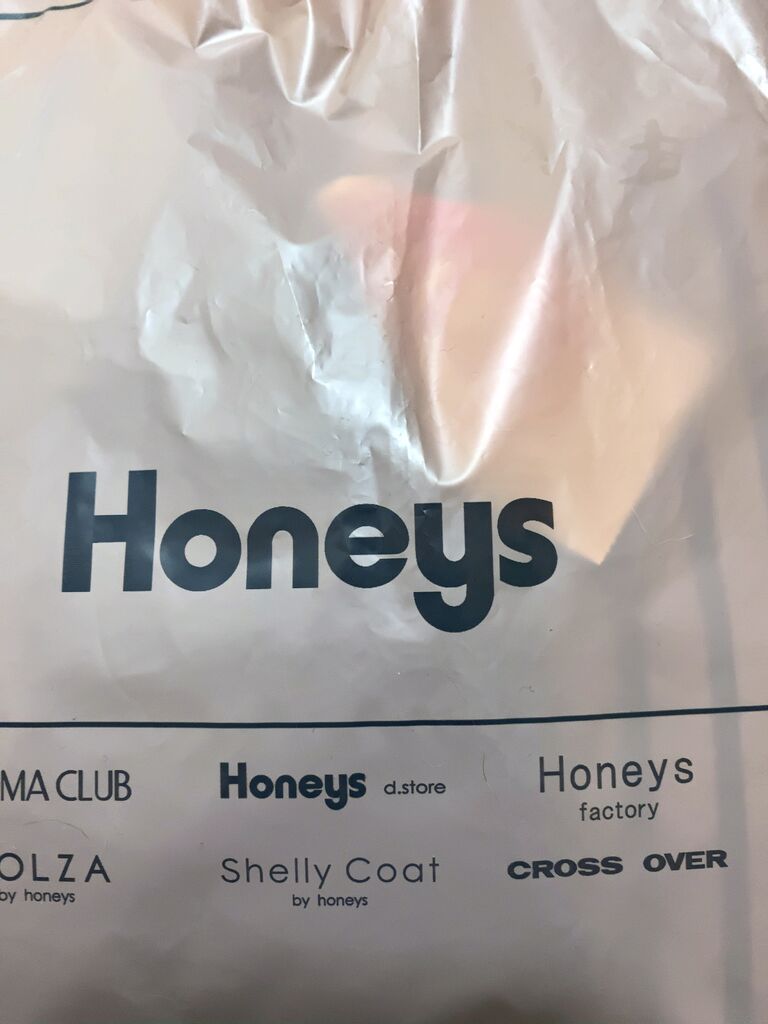 Honeys
MA CLUB
Honeys d.store
Honeys
factory
OLZA
by honeys
Shelly Coat
by honeys
CROSS OVER